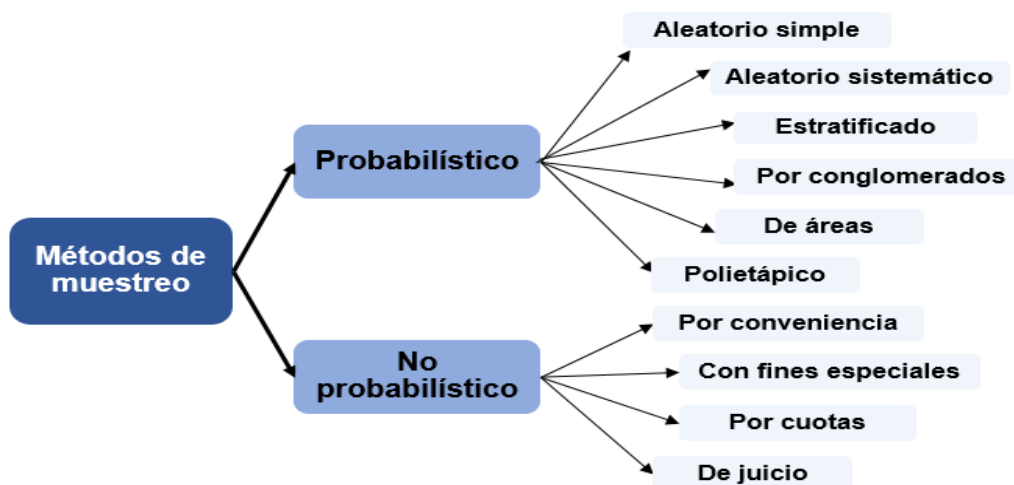 Métodos de
muestreo
Probabilístico
Aleatorio simple
Aleatorio sistemático
Estratificado
Por conglomerados
De áreas
Polietápico
No
probabilístico
Por conveniencia
Con fines especiales
Por cuotas
De juicio